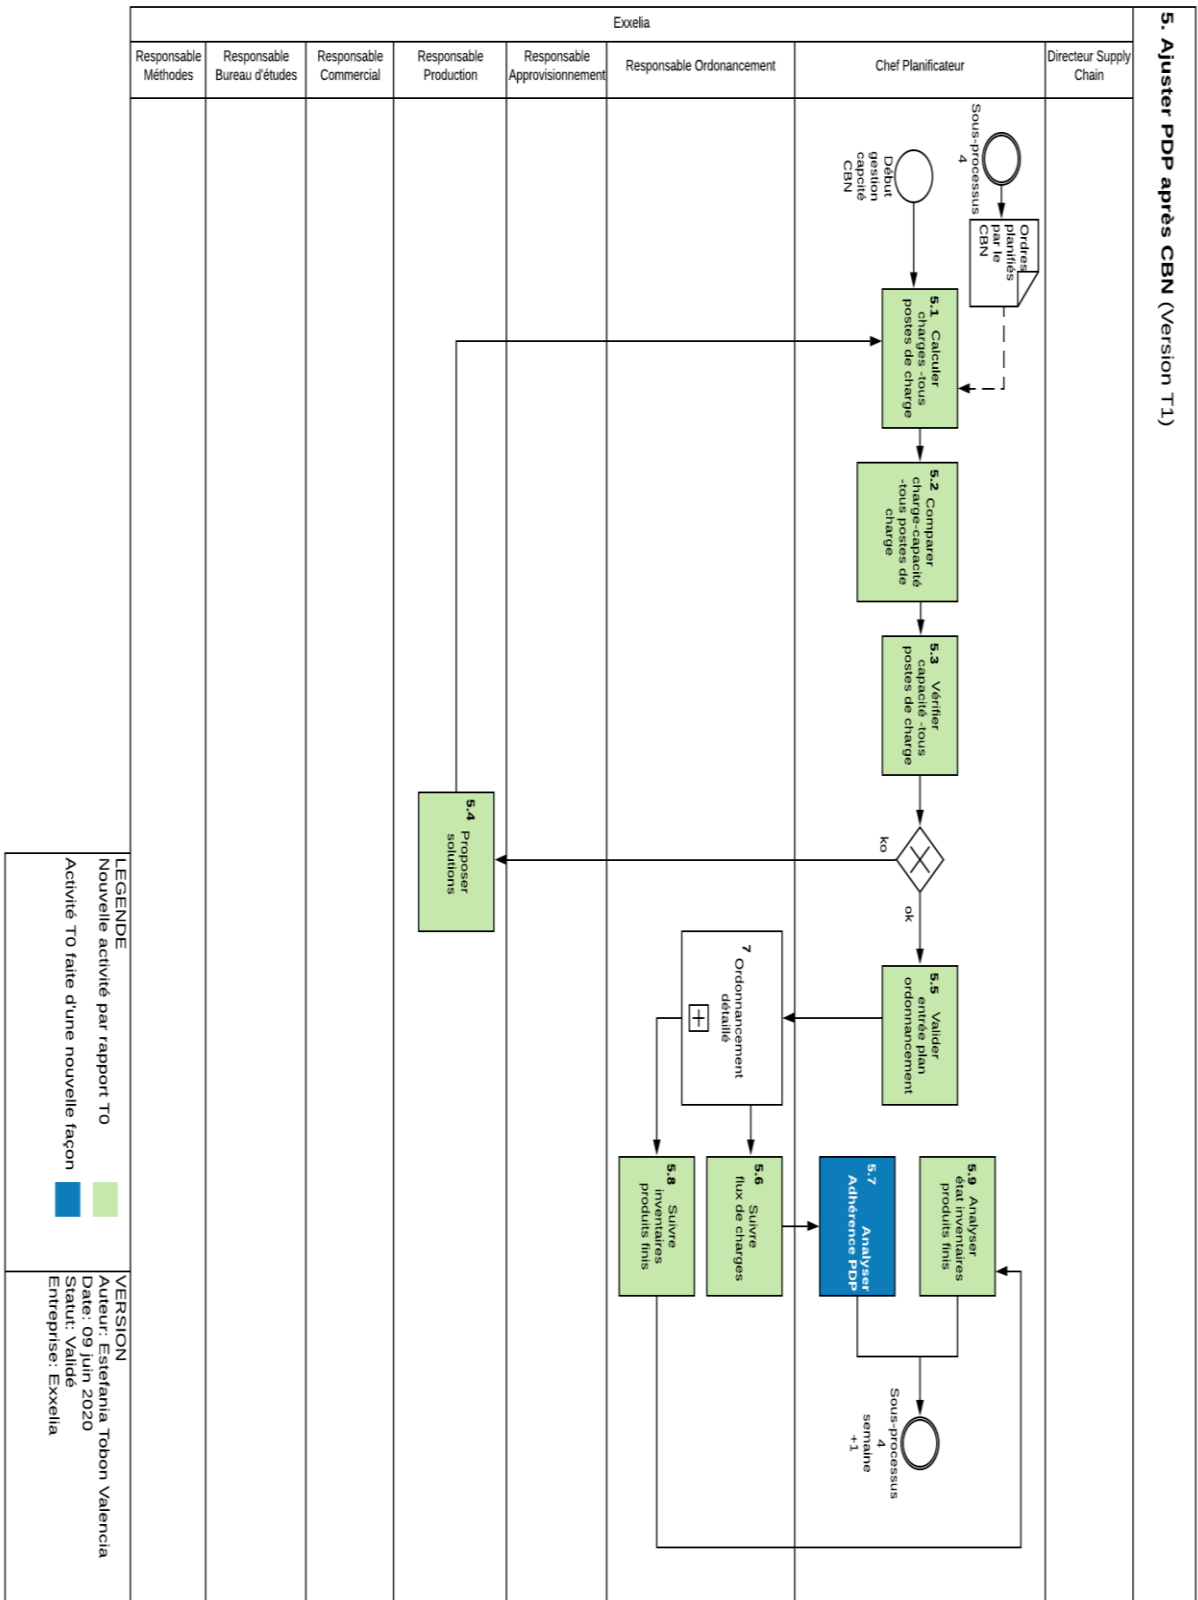 5. Ajuster PDP après CBN (Version T1)
Exxelia
Responsable
Méthodes
Responsable
Bureau d'études
Responsable
Commercial
Responsable
Production
Responsable
Approvisionnement
Responsable Ordonancement
Chef Planificateur
Directeur Supply
Chain
Sous-processus
4
Ordres
planifiés
par le
CBN
Début
gestion
capcité
CBN
5.1 Calculer
charges -tous
postes de charge
5.2 Comparer
charge-capacité
-tous postes de
charge
5.3 Vérifier
capacité -tous
postes de charge
ko
ok
5.4 Proposer
solutions
5.5 Valider
entrée plan
ordonnancement
7 Ordonnancement
détaillé
5.6 Suivre
flux de charges
5.8 Suivre
inventaires
produits finis
5.7 Analyser
Adhérence PDP
5.9 Analyser
état inventaires
produits finis
Sous-processus
4
semaine
+1
LEGENDE
Nouvelle activité par rapport T0
Activité T0 faite d'une nouvelle façon
VERSION
Auteur: Estefania Tobon Valencia
Date: 09 juin 2020
Statut: Validé
Entreprise: Exxelia